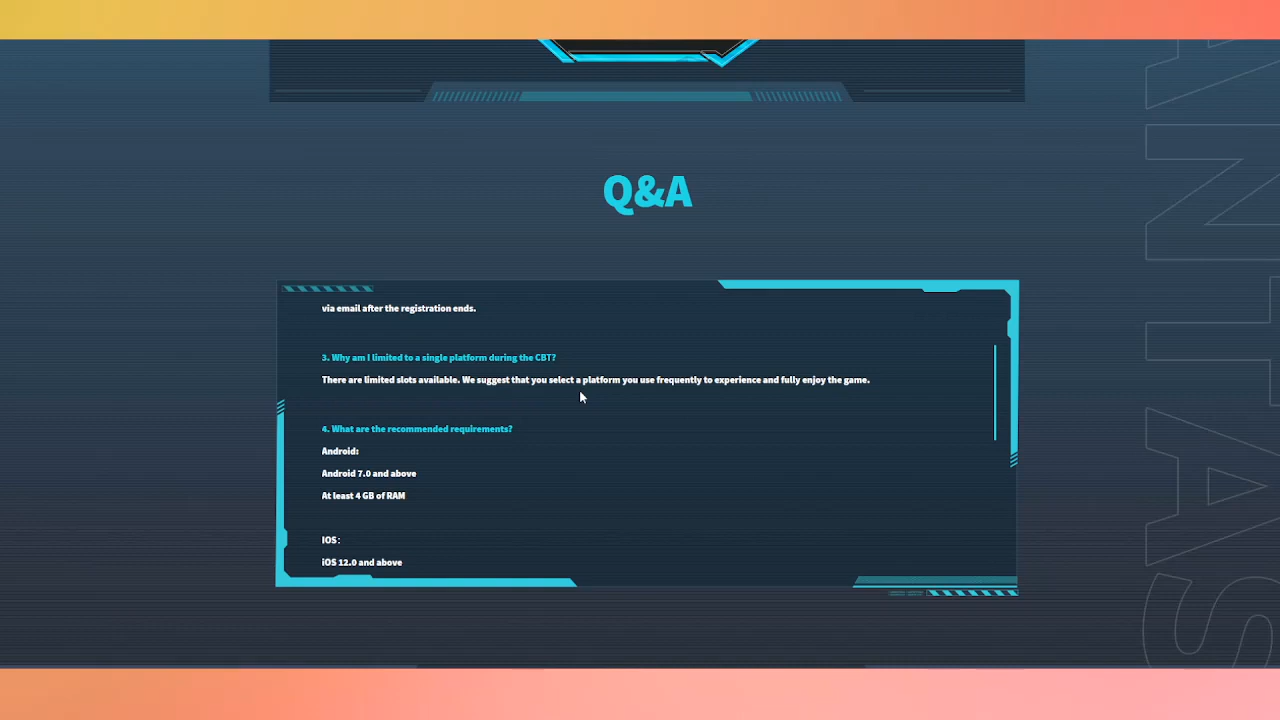 Q&A
via email after the registration ends.
3. Why am I limited to a single platform during the CBT?
There are limited slots available. We suggest that you select a platform you use frequently to experience and fully enjoy the game.
4. What are the recommended requirements?
Android:
Android 7.0 and above
At least 4 GB of RAM
IOS：
iOS 12.0 and above
ANTAS